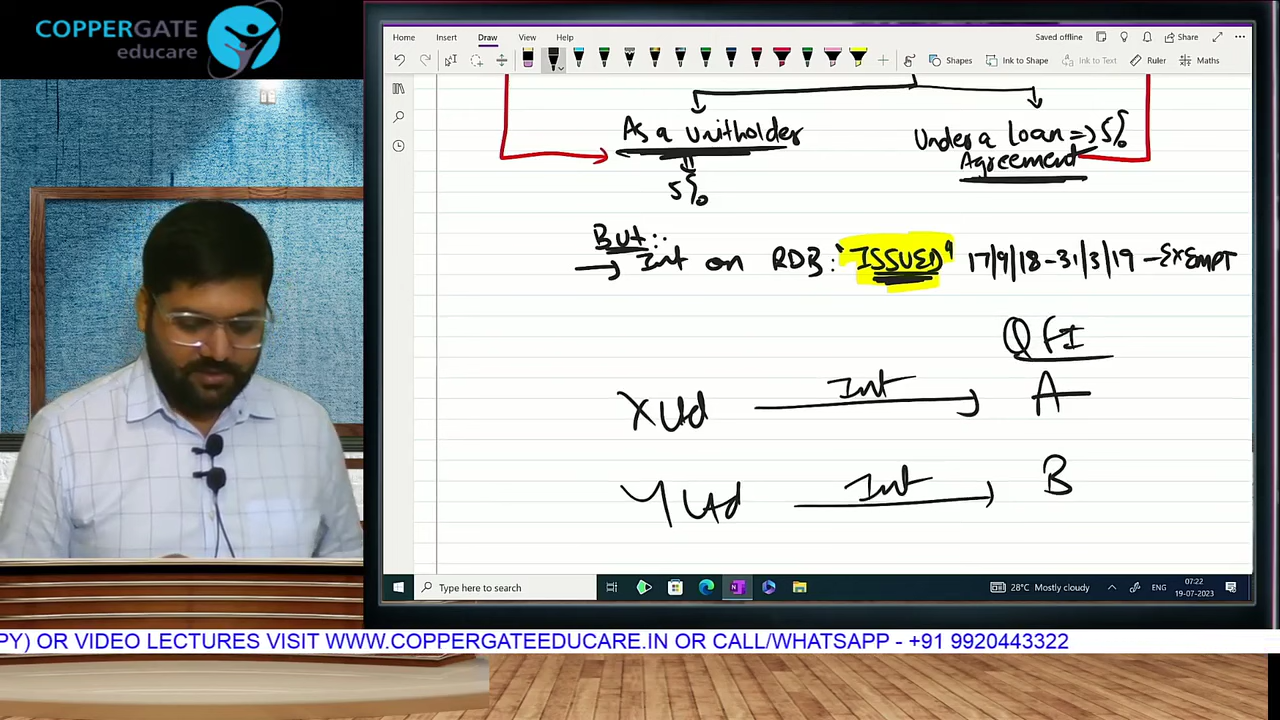 COPPERGATE
educare
Home Insert Draw View Help
Saved offline
Share
Shapes
Ink to Shape
Ink to Text
Ruler
Maths
As a unitholder
5%
Under a loan => 5%
Agreement
But:
→ Int on RDB: "ISSUED" 17/9/18 - 31/3/19 - EXEMPT
QFI
X Ltd Int A
Y Ltd Int B
Type here to search
28°C Mostly cloudy
ENG
07:22
19-07-2023
PY) OR VIDEO LECTURES VISIT WWW.COPPERGATEEDUCARE.IN OR CALL/WHATSAPP - +91 9920443322